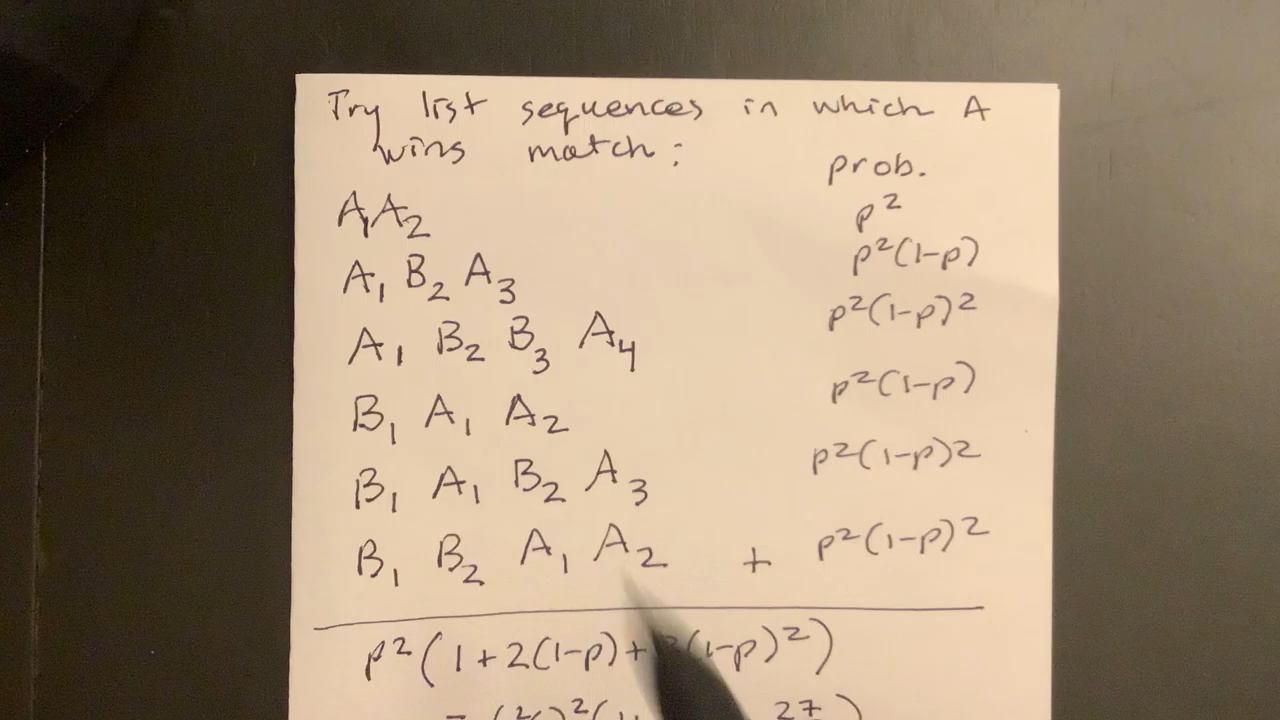 Try list sequences in which A
wins match:
prob.
A₁A₂ p²
A₁ B₂ A₃ p²(1-p)
A₁ B₂ B₃ A₄ p²(1-p)²
B₁ A₁ A₂ p²(1-p)
B₁ A₁ B₂ A₃ p²(1-p)²
B₁ B₂ A₁ A₂ + p²(1-p)²
p²(1+2(1-p)+ (1-p)²)
27